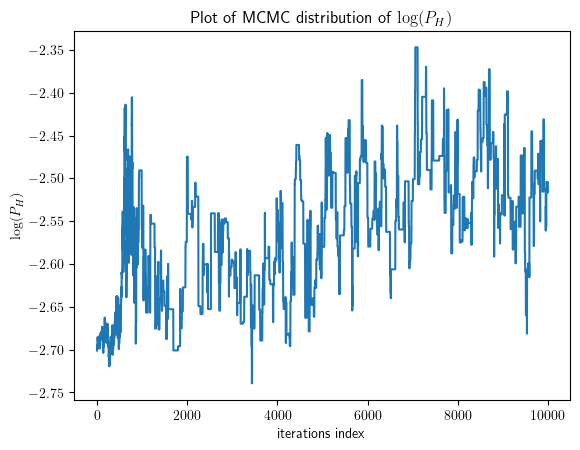 Plot of MCMC distribution of log(P_H)
−2.35
−2.40
−2.45
−2.50
−2.55
−2.60
−2.65
−2.70
−2.75
log(P_H)
0 2000 4000 6000 8000 10000
iterations index